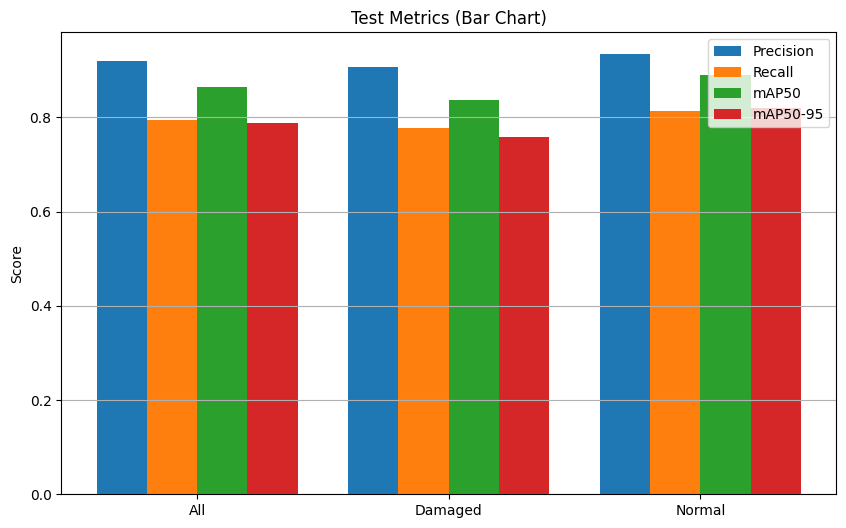 Test Metrics (Bar Chart)
Precision
Recall
mAP50
mAP50-95
Score
0.8
0.6
0.4
0.2
0.0
All
Damaged
Normal